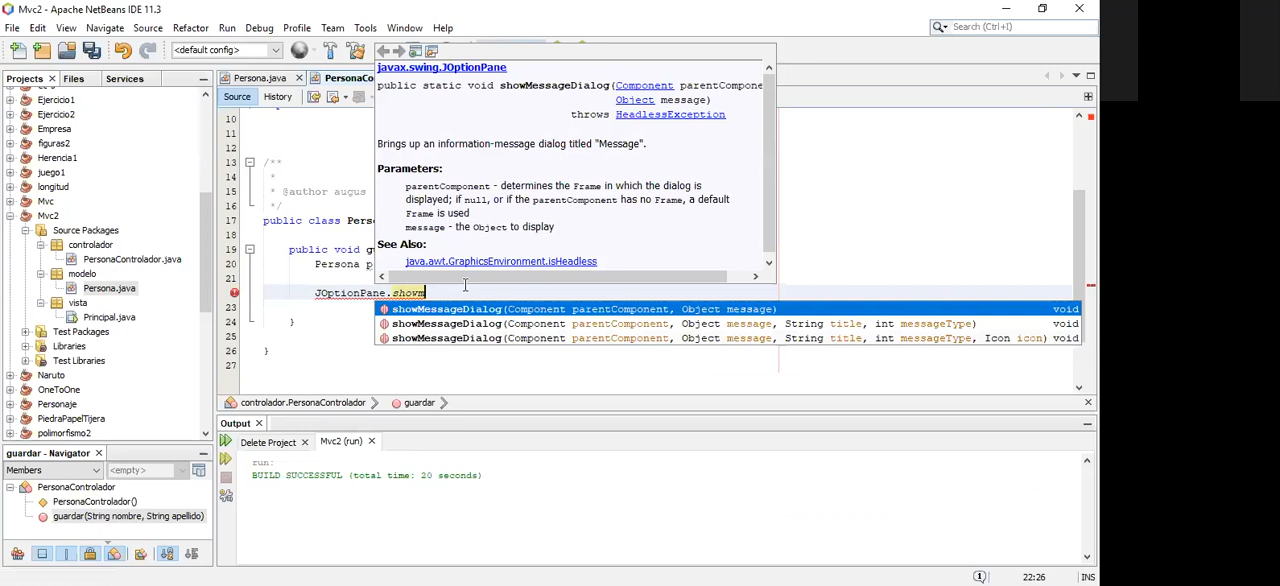 Mvc2 - Apache NetBeans IDE 11.3
File Edit View Navigate Source Refactor Run Debug Profile Team Tools Window Help
Search (Ctrl+I)
<default config>
Projects Files Services
Persona.java PersonaCo
Source History
Ejercicio1
Ejercicio2
Empresa
figuras2
Herencia1
juego1
longitud
Mvc
Mvc2
Source Packages
controlador
PersonaControlador.java
modelo
Persona.java
vista
Principal.java
Test Packages
Libraries
Test Libraries
Naruto
OneToOne
Personaje
PiedraPapelTijera
polimorfismo2
javax.swing.JOptionPane
public static void showMessageDialog(Component parentCompone
Object message)
throws HeadlessException
Brings up an information-message dialog titled "Message".
Parameters:
parentComponent - determines the Frame in which the dialog is
displayed; if null, or if the parentComponent has no Frame, a default
Frame is used
message - the Object to display
See Also:
java.awt.GraphicsEnvironment.isHeadless
10
11
12
13 /**
14 *
15 * @author augus
16 */
17 public class Pers
18
19 public void g
20 Persona p
21
JOptionPane.showm
23
24 }
25
26 }
27
showMessageDialog(Component parentComponent, Object message) void
showMessageDialog(Component parentComponent, Object message, String title, int messageType) void
showMessageDialog(Component parentComponent, Object message, String title, int messageType, Icon icon) void
controlador.PersonaControlador guardar
Output
Delete Project Mvc2 (run)
run:
BUILD SUCCESSFUL (total time: 20 seconds)
guardar - Navigator
Members <empty>
PersonaControlador
PersonaControlador()
guardar(String nombre, String apellido)
1 22:26 INS